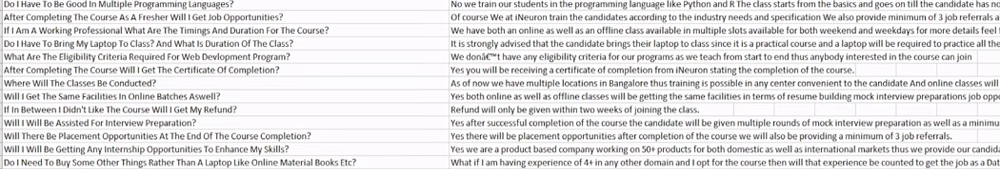 Do I Have To Be Good In Multiple Programming Languages? No we train our students in the programming language like Python and R The class starts from the basics and goes on till the candidate has
After Completing The Course As A Fresher Will I Get Job Opportunities? Of course We at iNeuron train the candidates according to the industry needs and specification We also provide minimum of 3 job referrals a
If I Am A Working Professional What Are The Timings And Duration For The Course? We have both an online as well as an offline class available in multiple slots available for both weekend and weekdays for more details feel
Do I Have To Bring My Laptop To Class? And What Is Duration Of The Class? It is strongly advised that the candidate brings their laptop to class since it is a practical course and a laptop will be required to practice all the
What Are The Eligibility Criteria Required For Web Devlopment Program? We donâ€™t have any eligibility criteria for our programs as we teach from start to end thus anybody interested in the course can join
After Completing The Course Will I Get The Certificate Of Completion? Yes you will be receiving a certificate of completion from iNeuron stating the completion of the course.
Where Will The Classes Be Conducted? As of now we have multiple locations in Bangalore thus training is possible in any center convenient to the candidate And online classes will
Will I Get The Same Facilities In Online Batches Aswell? Yes both online as well as offline classes will be getting the same facilities in terms of resume building mock interview preparations job
If In Between I Didn't Like The Course Will I Get My Refund? Refund will only be given within two weeks of joining the class.
Will I Will Be Assisted For Interview Preparation? Yes after successful completion of the course the candidate will be given multiple rounds of mock interview preparation as well as a
Will There Be Placement Opportunities At The End Of The Course Completion? Yes there will be placement opportunities after completion of the course we will also be providing a minimum of 3 job referrals.
Will I Will Be Getting Any Internship Opportunities To Enhance My Skills? Yes we are a product based company working on 50+ products for both domestic as well as international markets thus we provide our
Do I Need To Buy Some Other Things Rather Than A Laptop Like Online Material Books Etc? What if I am having experience of 4+ in any other domain and I opt for the course then will that experience be counted to get the job as a Dat